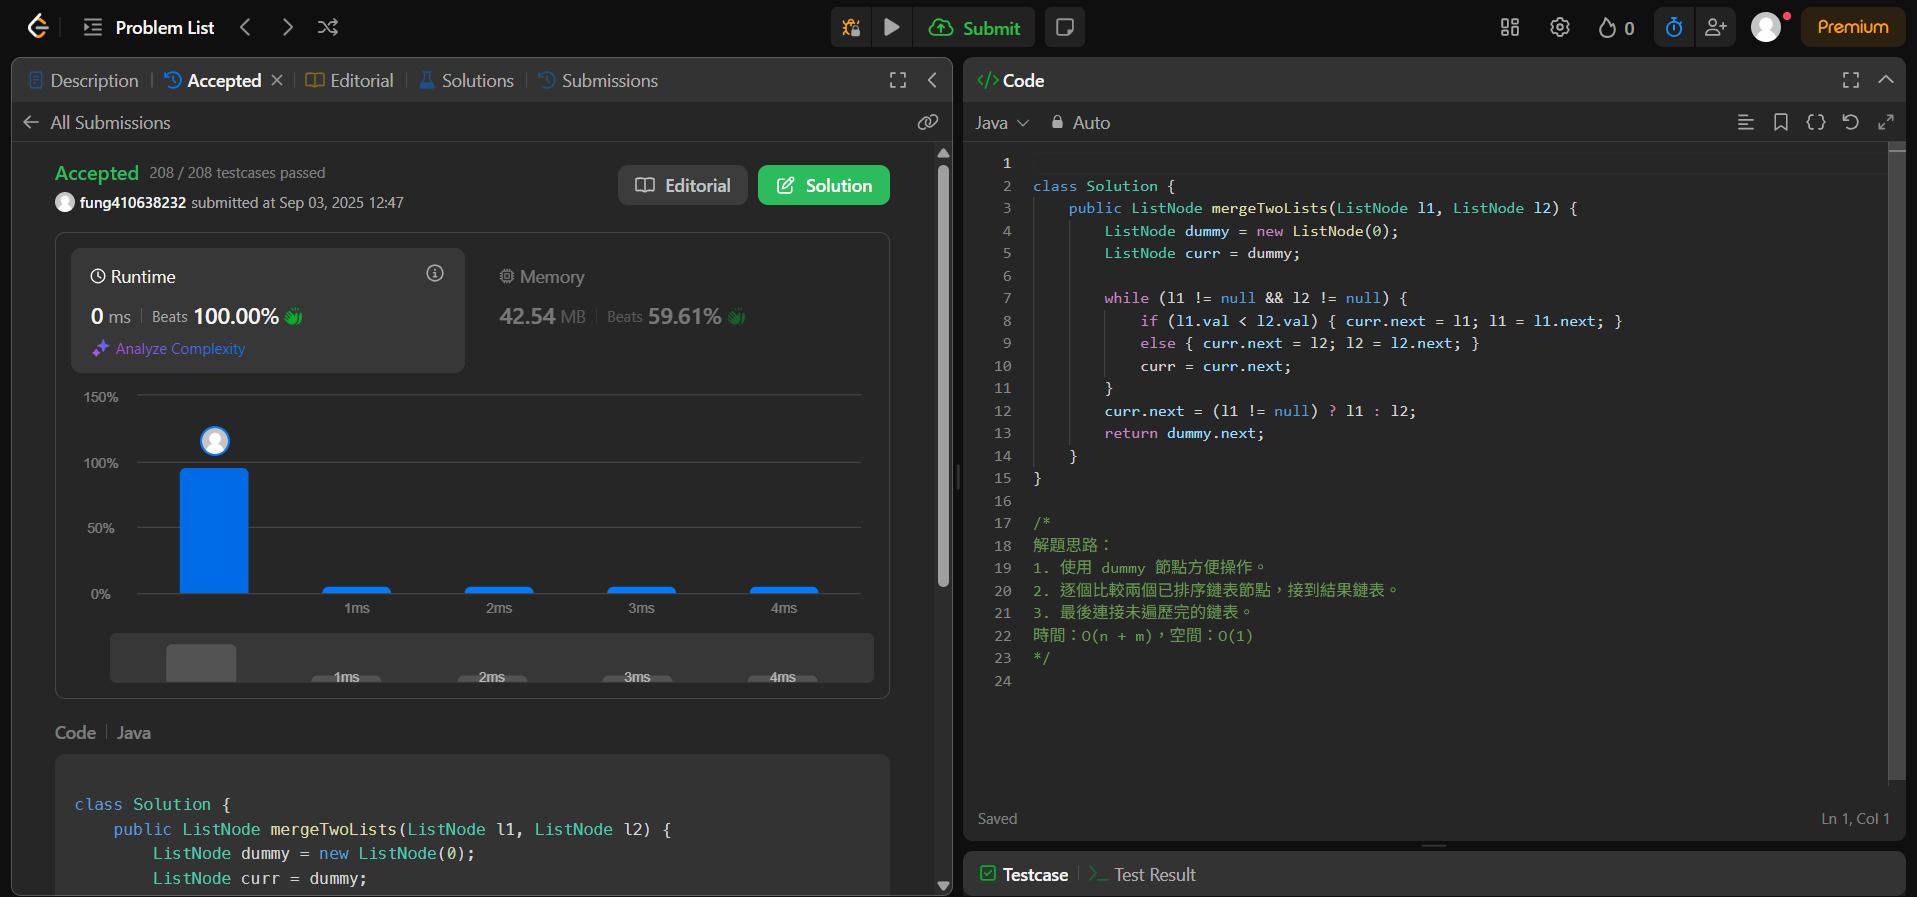 Problem List
Submit
0
Premium
Description
Accepted
Editorial
Solutions
Submissions
All Submissions
Accepted 208 / 208 testcases passed
fung410638232 submitted at Sep 03, 2025 12:47
Editorial
Solution
Runtime
0 ms Beats 100.00%
Analyze Complexity
Memory
42.54 MB Beats 59.61%
150%
100%
50%
0%
1ms 2ms 3ms 4ms
1ms 2ms 3ms 4ms
Code Java
class Solution {
    public ListNode mergeTwoLists(ListNode l1, ListNode l2) {
        ListNode dummy = new ListNode(0);
        ListNode curr = dummy;
</> Code
Java Auto
1
2 class Solution {
3     public ListNode mergeTwoLists(ListNode l1, ListNode l2) {
4         ListNode dummy = new ListNode(0);
5         ListNode curr = dummy;
6
7         while (l1 != null && l2 != null) {
8             if (l1.val < l2.val) { curr.next = l1; l1 = l1.next; }
9             else { curr.next = l2; l2 = l2.next; }
10             curr = curr.next;
11         }
12         curr.next = (l1 != null) ? l1 : l2;
13         return dummy.next;
14     }
15 }
16
17 /*
18 解題思路：
19 1. 使用 dummy 節點方便操作。
20 2. 逐個比較兩個已排序鏈表節點，接到結果鏈表。
21 3. 最後連接未遍歷完的鏈表。
22 時間：O(n + m)，空間：O(1)
23 */
24
Saved
Ln 1, Col 1
Testcase
Test Result